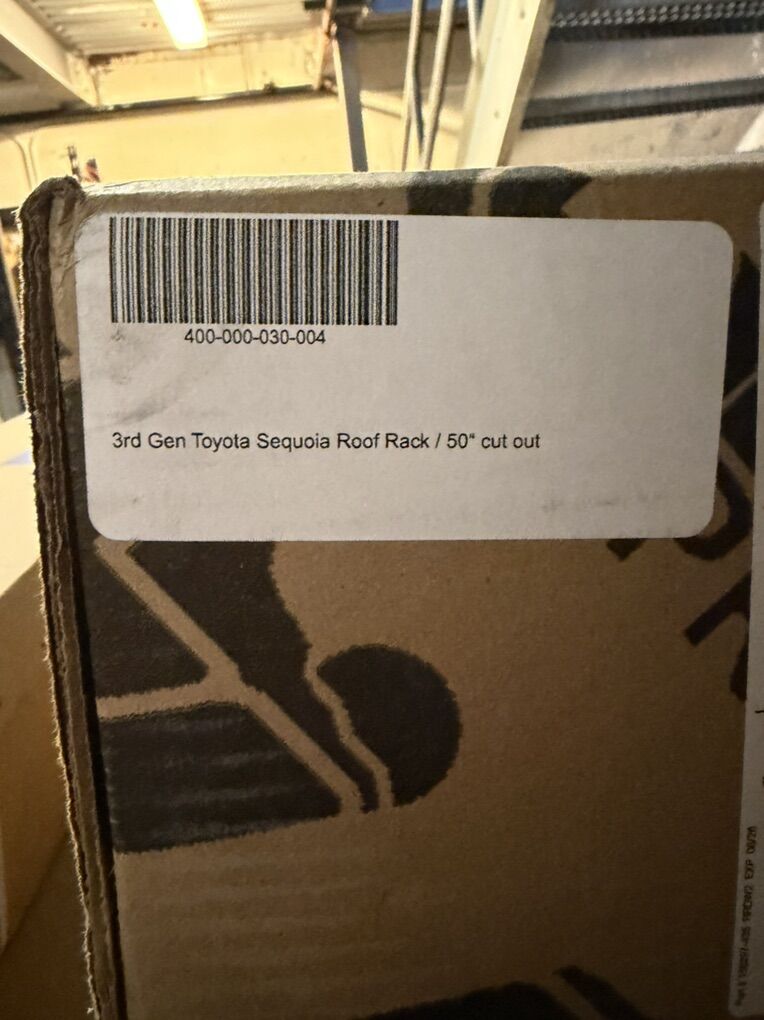 400-000-030-004
3rd Gen Toyota Sequoia Roof Rack / 50" cut out